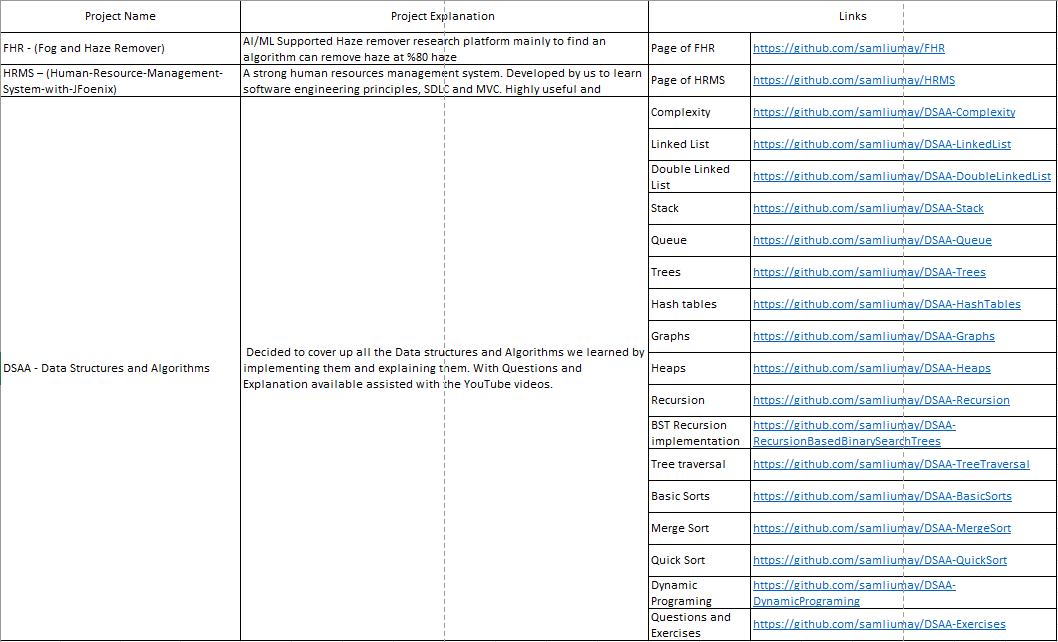 Project Name
Project Explanation
Links
FHR - (Fog and Haze Remover)
AI/ML Supported Haze remover research platform mainly to find an
algorithm can remove haze at %80 haze
Page of FHR
https://github.com/samliumay/FHR
HRMS – (Human-Resource-Management-
System-with-JFoenix)
A strong human resources management system. Developed by us to learn
software engineering principles, SDLC and MVC. Highly useful and
Page of HRMS
https://github.com/samliumay/HRMS
DSAA - Data Structures and Algorithms
Decided to cover up all the Data structures and Algorithms we learned by
implementing them and explaining them. With Questions and
Explanation available assisted with the YouTube videos.
Complexity
https://github.com/samliumay/DSAA-Complexity
Linked List
https://github.com/samliumay/DSAA-LinkedList
Double Linked
List
https://github.com/samliumay/DSAA-DoubleLinkedList
Stack
https://github.com/samliumay/DSAA-Stack
Queue
https://github.com/samliumay/DSAA-Queue
Trees
https://github.com/samliumay/DSAA-Trees
Hash tables
https://github.com/samliumay/DSAA-HashTables
Graphs
https://github.com/samliumay/DSAA-Graphs
Heaps
https://github.com/samliumay/DSAA-Heaps
Recursion
https://github.com/samliumay/DSAA-Recursion
BST Recursion
implementation
https://github.com/samliumay/DSAA-
RecursionBasedBinarySearchTrees
Tree traversal
https://github.com/samliumay/DSAA-TreeTraversal
Basic Sorts
https://github.com/samliumay/DSAA-BasicSorts
Merge Sort
https://github.com/samliumay/DSAA-MergeSort
Quick Sort
https://github.com/samliumay/DSAA-QuickSort
Dynamic
Programing
https://github.com/samliumay/DSAA-
DynamicPrograming
Questions and
Exercises
https://github.com/samliumay/DSAA-Exercises